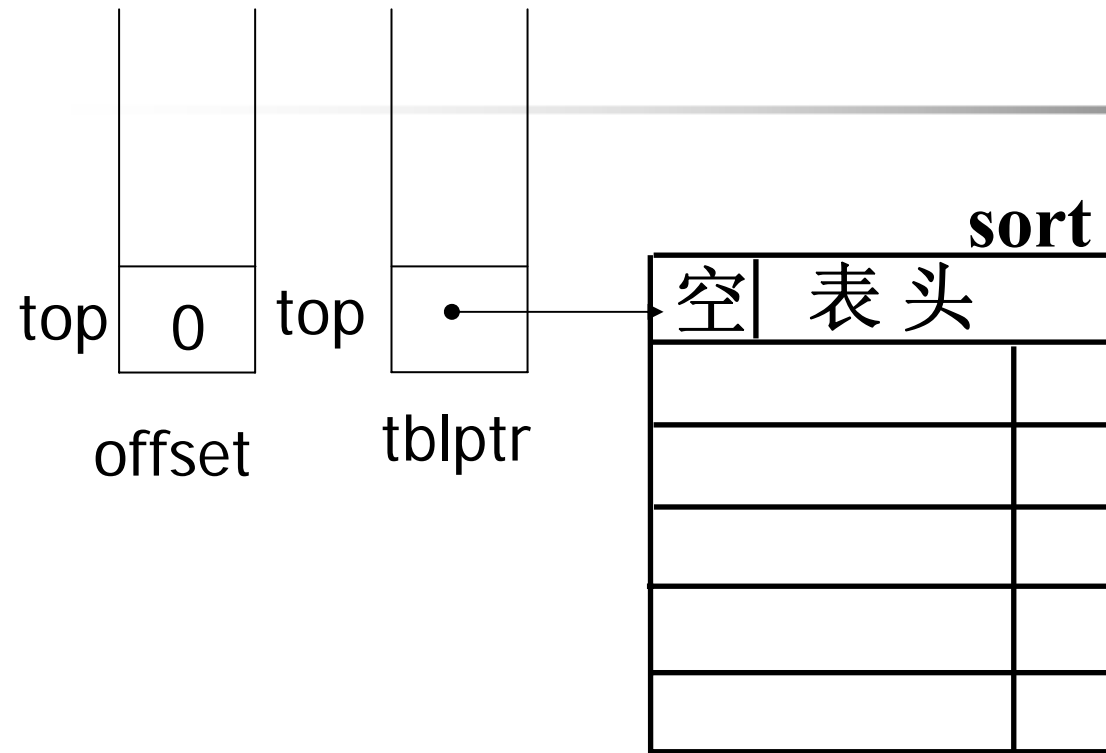 sort
空 表头
top 0 top
offset tblptr